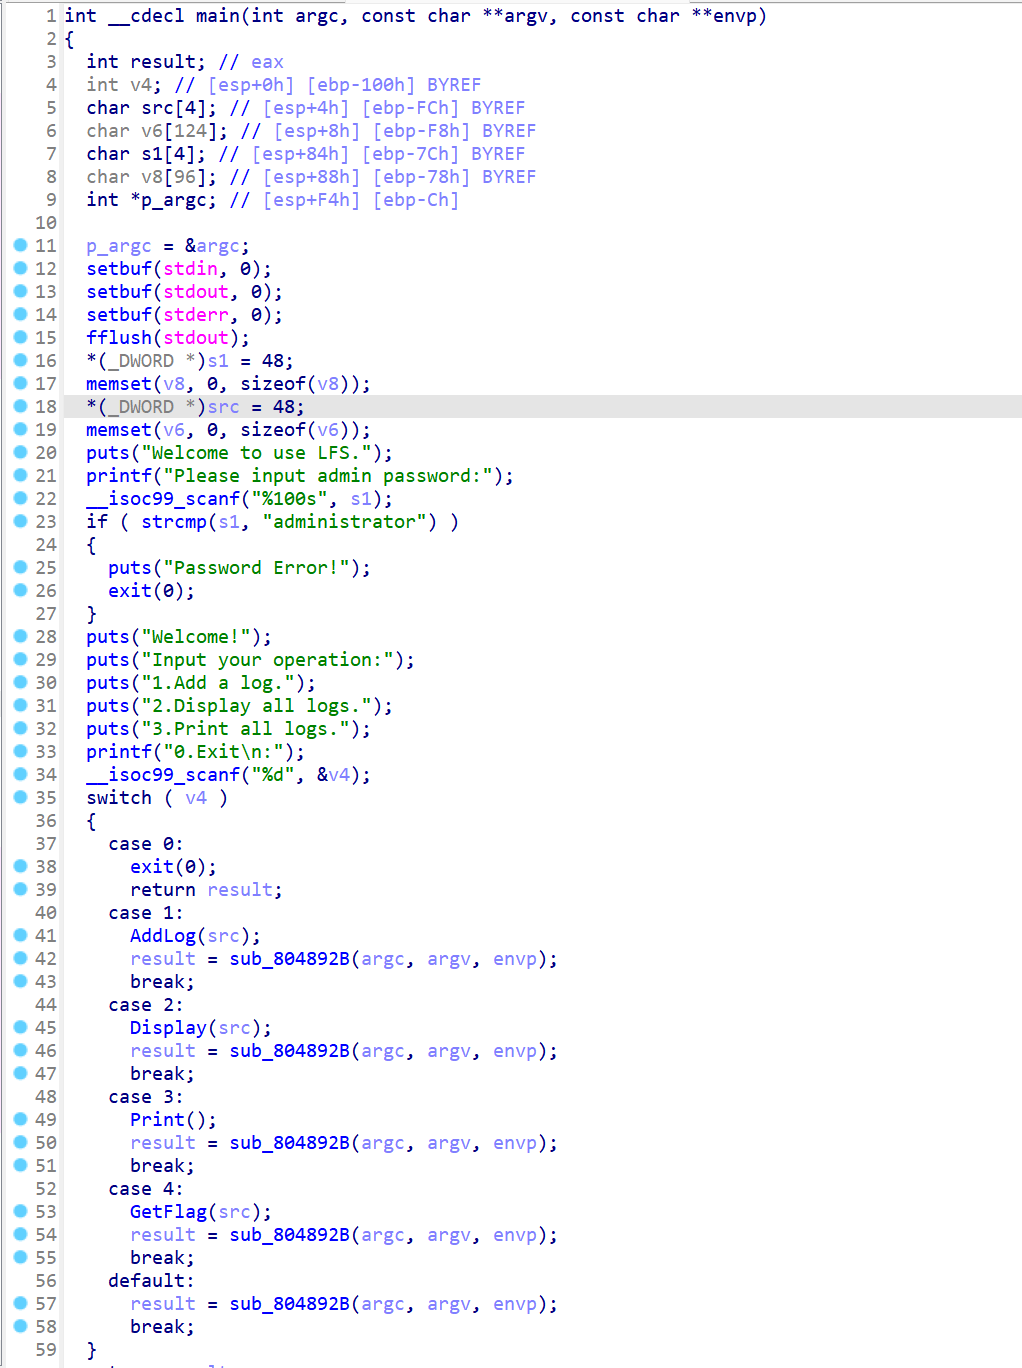 1 int __cdecl main(int argc, const char **argv, const char **envp)
2 {
3   int result; // eax
4   int v4; // [esp+0h] [ebp-100h] BYREF
5   char src[4]; // [esp+4h] [ebp-FCh] BYREF
6   char v6[124]; // [esp+8h] [ebp-F8h] BYREF
7   char s1[4]; // [esp+84h] [ebp-7Ch] BYREF
8   char v8[96]; // [esp+88h] [ebp-78h] BYREF
9   int *p_argc; // [esp+F4h] [ebp-Ch]
10
11   p_argc = &argc;
12   setbuf(stdin, 0);
13   setbuf(stdout, 0);
14   setbuf(stderr, 0);
15   fflush(stdout);
16   *(_DWORD *)s1 = 48;
17   memset(v8, 0, sizeof(v8));
18   *(_DWORD *)src = 48;
19   memset(v6, 0, sizeof(v6));
20   puts("Welcome to use LFS.");
21   printf("Please input admin password:");
22   __isoc99_scanf("%100s", s1);
23   if ( strcmp(s1, "administrator") )
24   {
25     puts("Password Error!");
26     exit(0);
27   }
28   puts("Welcome!");
29   puts("Input your operation:");
30   puts("1.Add a log.");
31   puts("2.Display all logs.");
32   puts("3.Print all logs.");
33   printf("0.Exit\n:");
34   __isoc99_scanf("%d", &v4);
35   switch ( v4 )
36   {
37     case 0:
38       exit(0);
39       return result;
40     case 1:
41       AddLog(src);
42       result = sub_804892B(argc, argv, envp);
43       break;
44     case 2:
45       Display(src);
46       result = sub_804892B(argc, argv, envp);
47       break;
48     case 3:
49       Print();
50       result = sub_804892B(argc, argv, envp);
51       break;
52     case 4:
53       GetFlag(src);
54       result = sub_804892B(argc, argv, envp);
55       break;
56     default:
57       result = sub_804892B(argc, argv, envp);
58       break;
59   }